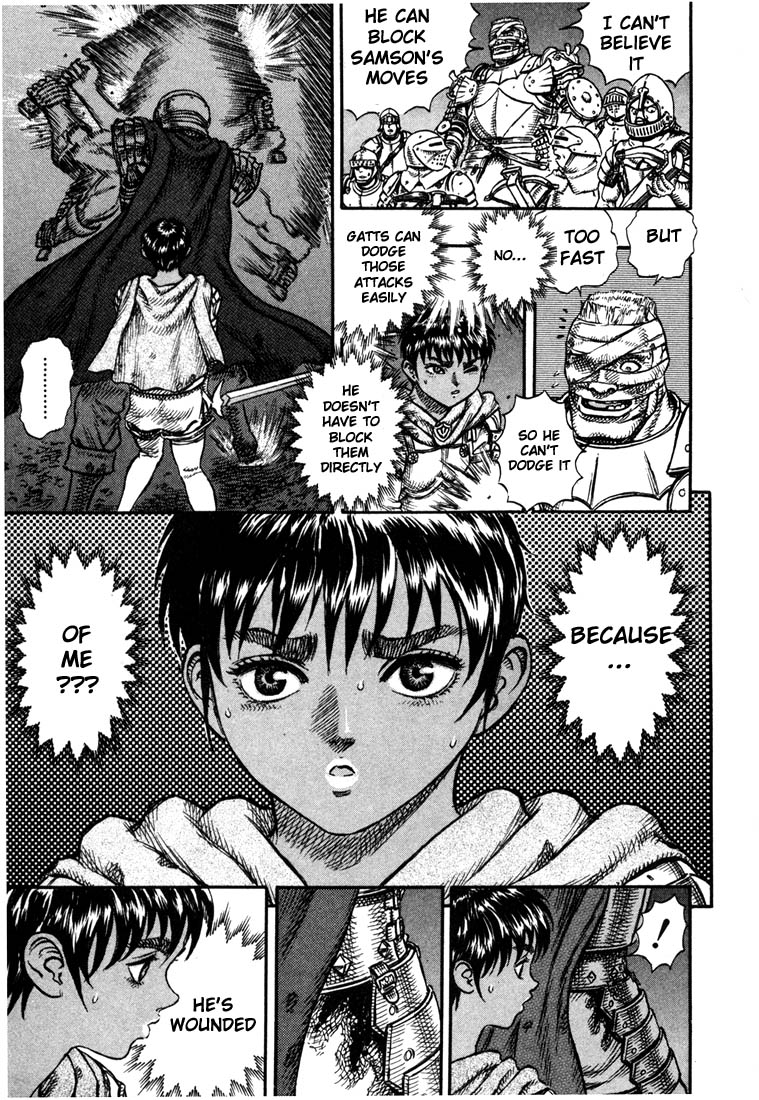 I CAN'T
BELIEVE
IT
HE CAN
BLOCK
SAMSON'S
MOVES
BUT
TOO
FAST
SO HE
CAN'T
DODGE IT
NO...
GATTS CAN
DODGE
THOSE
ATTACKS
EASILY
HE
DOESN'T
HAVE TO
BLOCK
THEM
DIRECTLY
.........
BECAUSE
...
OF
ME
???
!
HE'S
WOUNDED